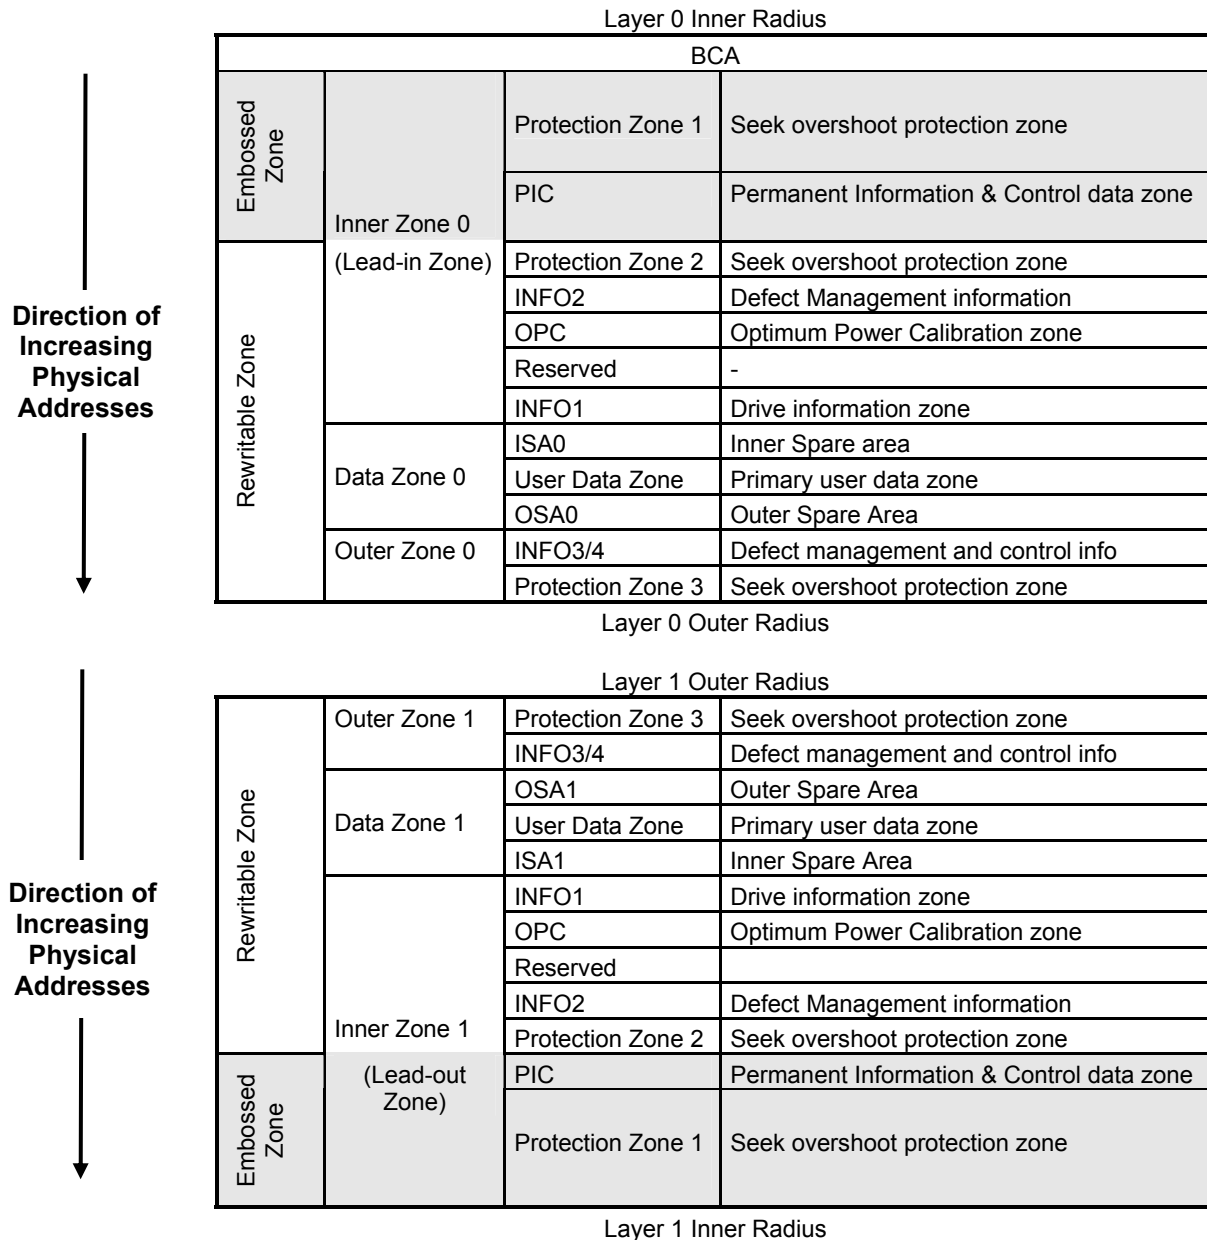 Layer 0 Inner Radius
BCA
Embossed
Zone
Protection Zone 1 Seek overshoot protection zone
PIC Permanent Information & Control data zone
Inner Zone 0
(Lead-in Zone) Protection Zone 2 Seek overshoot protection zone
INFO2 Defect Management information
Direction of
Increasing
Physical
Addresses
Rewritable Zone
OPC Optimum Power Calibration zone
Reserved -
INFO1 Drive information zone
ISA0 Inner Spare area
Data Zone 0 User Data Zone Primary user data zone
OSA0 Outer Spare Area
Outer Zone 0 INFO3/4 Defect management and control info
Protection Zone 3 Seek overshoot protection zone
Layer 0 Outer Radius
Layer 1 Outer Radius
Outer Zone 1 Protection Zone 3 Seek overshoot protection zone
INFO3/4 Defect management and control info
Rewritable Zone
OSA1 Outer Spare Area
Data Zone 1 User Data Zone Primary user data zone
ISA1 Inner Spare Area
Direction of
Increasing
Physical
Addresses
INFO1 Drive information zone
OPC Optimum Power Calibration zone
Reserved
INFO2 Defect Management information
Inner Zone 1 Protection Zone 2 Seek overshoot protection zone
Embossed
Zone
(Lead-out
Zone)
PIC Permanent Information & Control data zone
Protection Zone 1 Seek overshoot protection zone
Layer 1 Inner Radius